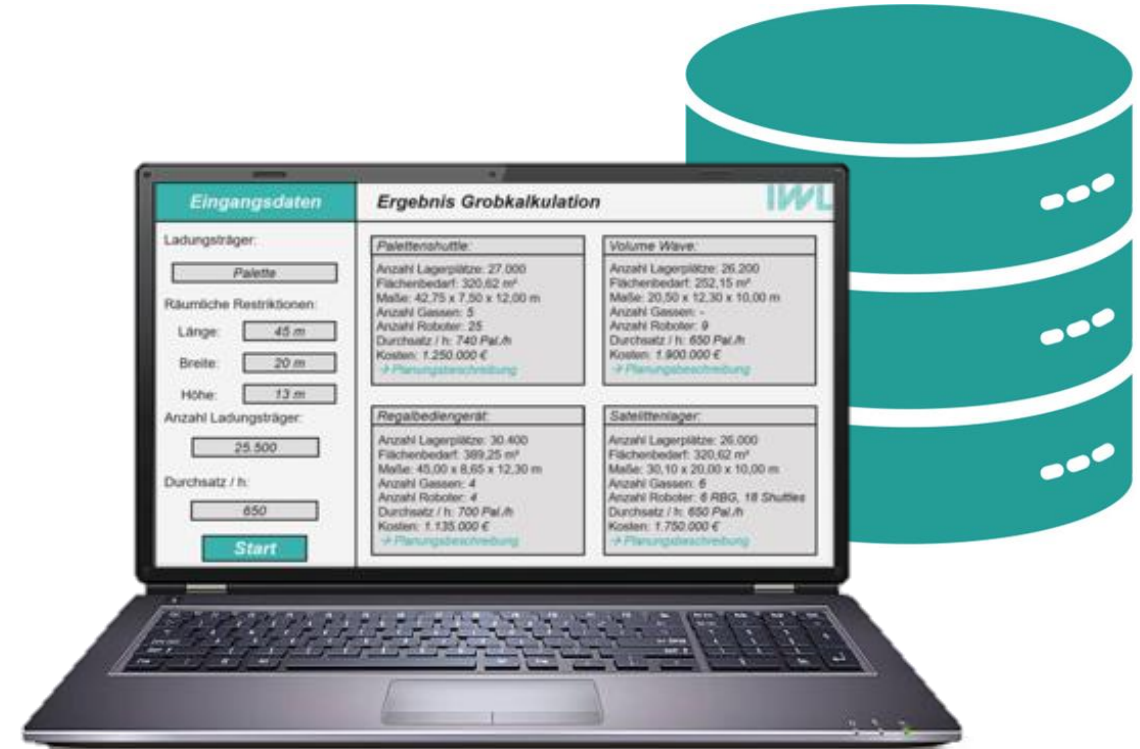 Eingangsdaten
Ladungsträger:
Palette
Räumliche Restriktionen:
Länge: 45 m
Breite: 20 m
Höhe: 13 m
Anzahl Ladungsträger:
25.500
Durchsatz / h:
650
Start
Ergebnis Grobkalkulation
IWL
Palettenshuttle:
Anzahl Lagerplätze: 27.000
Flächenbedarf: 320,62 m²
Maße: 42,75 x 7,50 x 12,00 m
Anzahl Gassen: 5
Anzahl Roboter: 25
Durchsatz / h: 740 Pal./h
Kosten: 1.250.000 €
→ Planungsbeschreibung
Volume Wave:
Anzahl Lagerplätze: 26.200
Flächenbedarf: 252,15 m²
Maße: 20,50 x 12,30 x 10,00 m
Anzahl Gassen: -
Anzahl Roboter: 9
Durchsatz / h: 650 Pal./h
Kosten: 1.900.000 €
→ Planungsbeschreibung
Regalbediengerät:
Anzahl Lagerplätze: 30.400
Flächenbedarf: 389,25 m²
Maße: 45,00 x 8,65 x 12,30 m
Anzahl Gassen: 4
Anzahl Roboter: 4
Durchsatz / h: 700 Pal./h
Kosten: 1.135.000 €
→ Planungsbeschreibung
Satelittenlager:
Anzahl Lagerplätze: 26.000
Flächenbedarf: 320,62 m²
Maße: 30,10 x 20,00 x 10,00 m
Anzahl Gassen: 6
Anzahl Roboter: 6 RBG, 18 Shuttles
Durchsatz / h: 650 Pal./h
Kosten: 1.750.000 €
→ Planungsbeschreibung